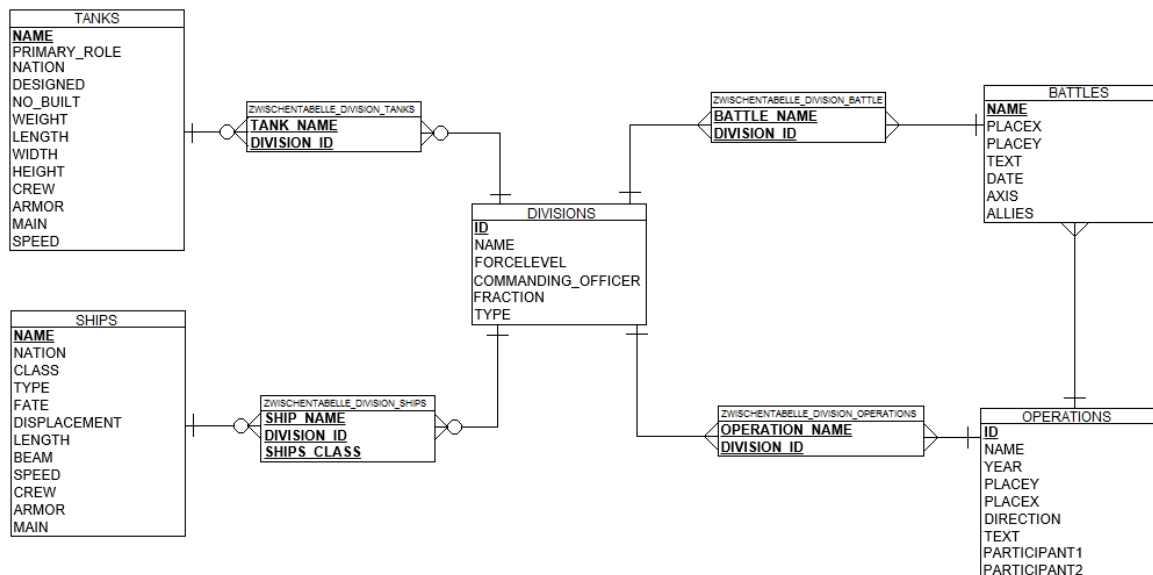 TANKS
NAME
PRIMARY_ROLE
NATION
DESIGNED
NO_BUILT
WEIGHT
LENGTH
WIDTH
HEIGHT
CREW
ARMOR
MAIN
SPEED
ZWISCHENTABELLE_DIVISION_TANKS
TANK_NAME
DIVISION_ID
SHIPS
NAME
NATION
CLASS
TYPE
FATE
DISPLACEMENT
LENGTH
BEAM
SPEED
CREW
ARMOR
MAIN
ZWISCHENTABELLE_DIVISION_SHIPS
SHIP_NAME
DIVISION_ID
SHIPS_CLASS
DIVISIONS
ID
NAME
FORCELEVEL
COMMANDING_OFFICER
FRACTION
TYPE
ZWISCHENTABELLE_DIVISION_BATTLE
BATTLE_NAME
DIVISION_ID
BATTLES
NAME
PLACEX
PLACEY
TEXT
DATE
AXIS
ALLIES
ZWISCHENTABELLE_DIVISION_OPERATIONS
OPERATION_NAME
DIVISION_ID
OPERATIONS
ID
NAME
YEAR
PLACEY
PLACEX
DIRECTION
TEXT
PARTICIPANT1
PARTICIPANT2